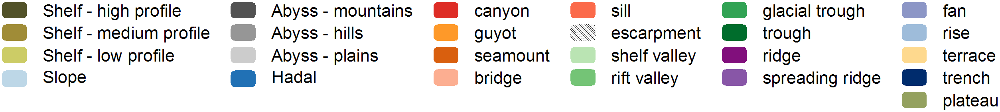 Shelf - high profile
Shelf - medium profile
Shelf - low profile
Slope
Abyss - mountains
Abyss - hills
Abyss - plains
Hadal
canyon
guyot
seamount
bridge
sill
escarpment
shelf valley
rift valley
glacial trough
trough
ridge
spreading ridge
fan
rise
terrace
trench
plateau